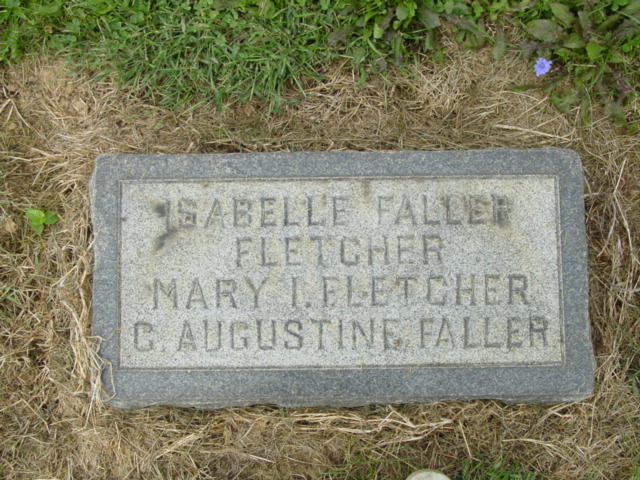 ISABELLE FALLER
FLETCHER
MARY I. FLETCHER
C. AUGUSTINE FALLER